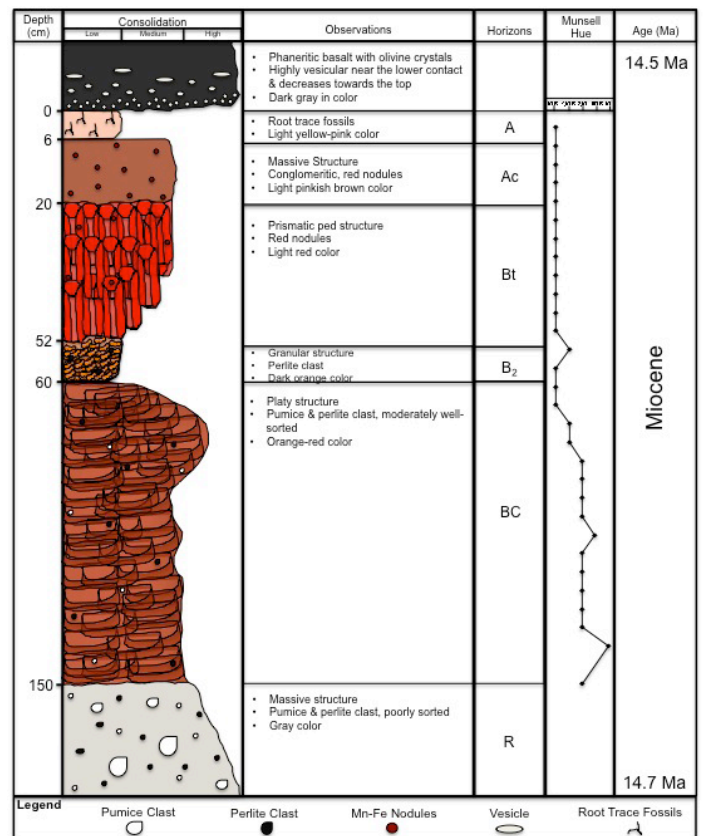 Depth (cm)
Consolidation
Low Medium High
Observations
Horizons
Munsell Hue
Age (Ma)
• Phaneritic basalt with olivine crystals
• Highly vesicular near the lower contact
& decreases towards the top
• Dark gray in color
14.5 Ma
0
• Root trace fossils
• Light yellow-pink color
A
6
• Massive Structure
• Conglomeritic, red nodules
• Light pinkish brown color
Ac
20
• Prismatic ped structure
• Red nodules
• Light red color
Bt
52
• Granular structure
• Perlite clast
• Dark orange color
B₂
60
• Platy structure
• Pumice & perlite clast, moderately well-
sorted
• Orange-red color
BC
Miocene
150
• Massive structure
• Pumice & perlite clast, poorly sorted
• Gray color
R
14.7 Ma
Legend
Pumice Clast
Perlite Clast
Mn-Fe Nodules
Vesicle
Root Trace Fossils